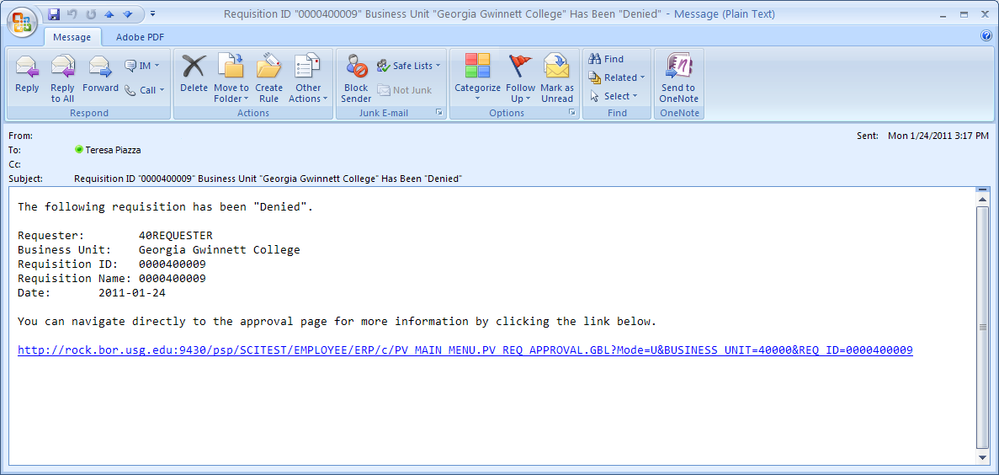 Requisition ID "0000400009" Business Unit "Georgia Gwinnett College" Has Been "Denied" - Message (Plain Text)
Message Adobe PDF
Reply
Reply to All
Forward
IM
Call
Respond
Delete
Move to Folder
Create Rule
Other Actions
Actions
Block Sender
Safe Lists
Not Junk
Junk E-mail
Categorize
Follow Up
Mark as Unread
Options
Find
Related
Select
Find
Send to OneNote
OneNote
From:
Sent: Mon 1/24/2011 3:17 PM
To: Teresa Piazza
Cc:
Subject: Requisition ID "0000400009" Business Unit "Georgia Gwinnett College" Has Been "Denied"
The following requisition has been "Denied".
Requester: 40REQUESTER
Business Unit: Georgia Gwinnett College
Requisition ID: 0000400009
Requisition Name: 0000400009
Date: 2011-01-24
You can navigate directly to the approval page for more information by clicking the link below.
http://rock.bor.usg.edu:9430/psp/SCITEST/EMPLOYEE/ERP/c/PV_MAIN_MENU.PV_REQ_APPROVAL.GBL?Mode=U&BUSINESS_UNIT=40000&REQ_ID=0000400009